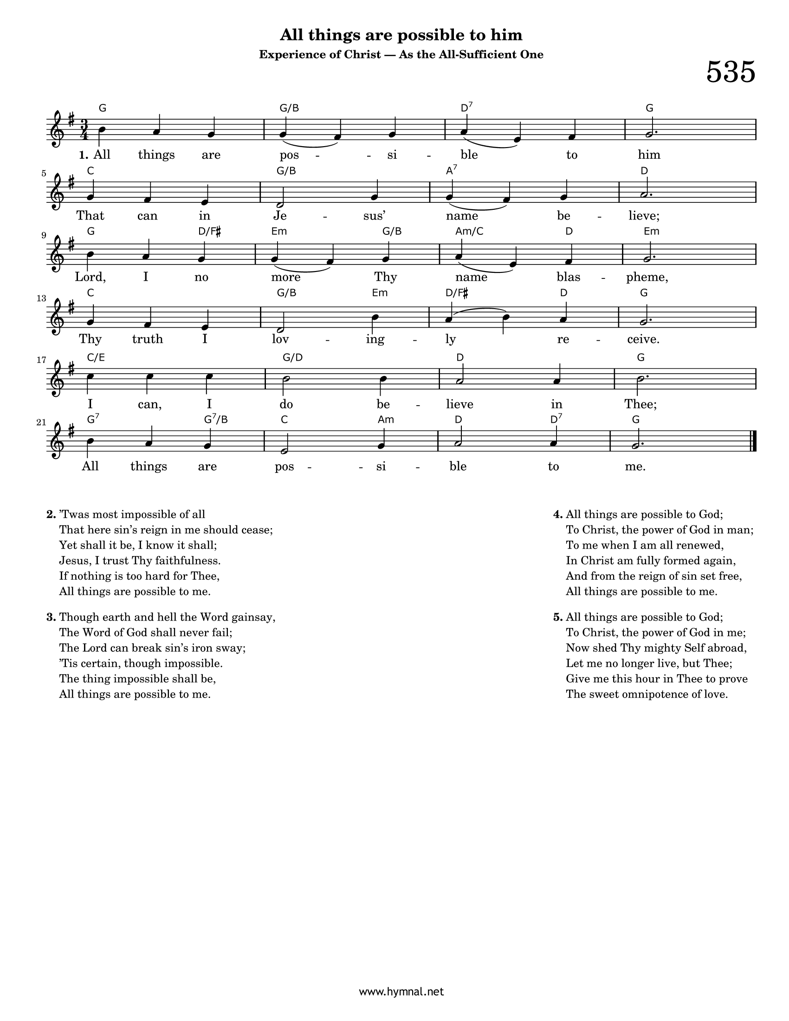 All things are possible to him
Experience of Christ — As the All-Sufficient One
535
G G/B D7 G
3 4
1. All things are pos - - si - ble to him
5
C G/B A7 D
That can in Je - sus’ name be - lieve;
9
G D/F♯ Em G/B Am/C D Em
Lord, I no more Thy name blas - pheme,
13
C G/B Em D/F♯ D G
Thy truth I lov - ing - ly re - ceive.
17
C/E G/D D G
I can, I do be - lieve in Thee;
21
G7 G7/B C Am D D7 G
All things are pos - - si - ble to me.
2. ’Twas most impossible of all
That here sin’s reign in me should cease;
Yet shall it be, I know it shall;
Jesus, I trust Thy faithfulness.
If nothing is too hard for Thee,
All things are possible to me.
3. Though earth and hell the Word gainsay,
The Word of God shall never fail;
The Lord can break sin’s iron sway;
’Tis certain, though impossible.
The thing impossible shall be,
All things are possible to me.
4. All things are possible to God;
To Christ, the power of God in man;
To me when I am all renewed,
In Christ am fully formed again,
And from the reign of sin set free,
All things are possible to me.
5. All things are possible to God;
To Christ, the power of God in me;
Now shed Thy mighty Self abroad,
Let me no longer live, but Thee;
Give me this hour in Thee to prove
The sweet omnipotence of love.
www.hymnal.net